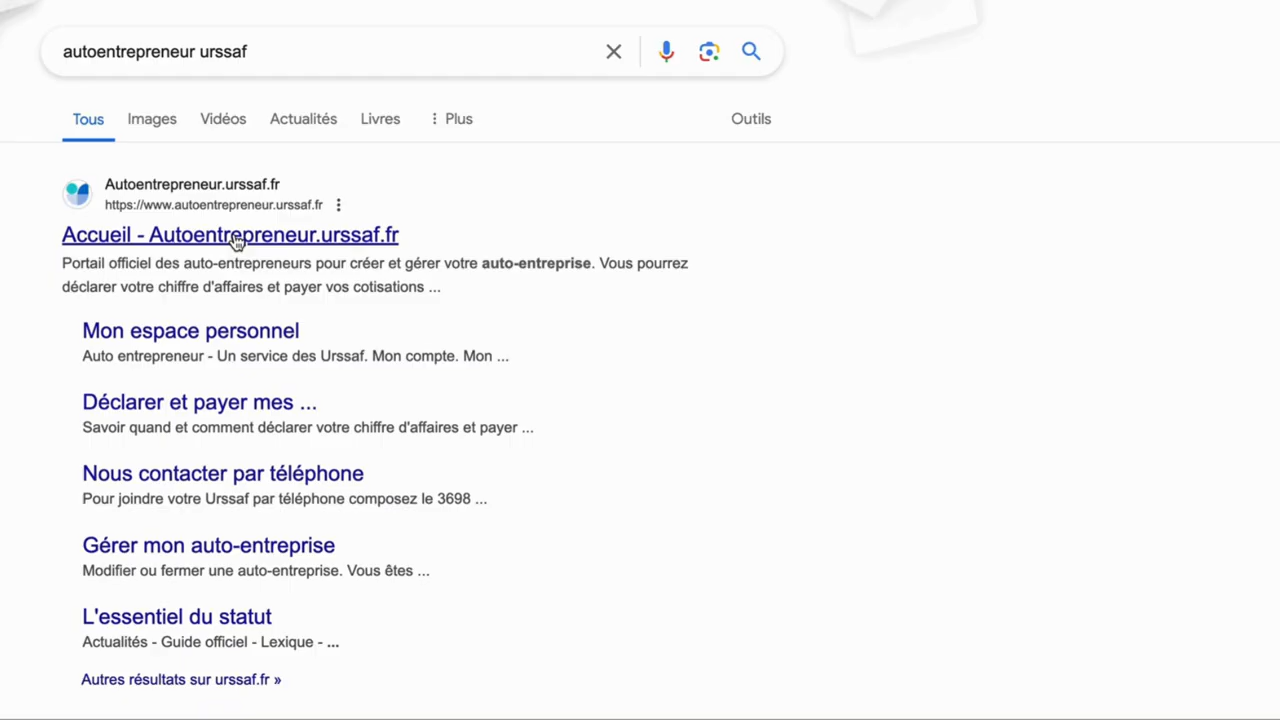 autoentrepreneur urssaf
Tous Images Vidéos Actualités Livres Plus Outils
Autoentrepreneur.urssaf.fr
https://www.autoentrepreneur.urssaf.fr
Accueil - Autoentrepreneur.urssaf.fr
Portail officiel des auto-entrepreneurs pour créer et gérer votre auto-entreprise. Vous pourrez
déclarer votre chiffre d'affaires et payer vos cotisations ...
Mon espace personnel
Auto entrepreneur - Un service des Urssaf. Mon compte. Mon ...
Déclarer et payer mes ...
Savoir quand et comment déclarer votre chiffre d'affaires et payer ...
Nous contacter par téléphone
Pour joindre votre Urssaf par téléphone composez le 3698 ...
Gérer mon auto-entreprise
Modifier ou fermer une auto-entreprise. Vous êtes ...
L'essentiel du statut
Actualités - Guide officiel - Lexique - ...
Autres résultats sur urssaf.fr »